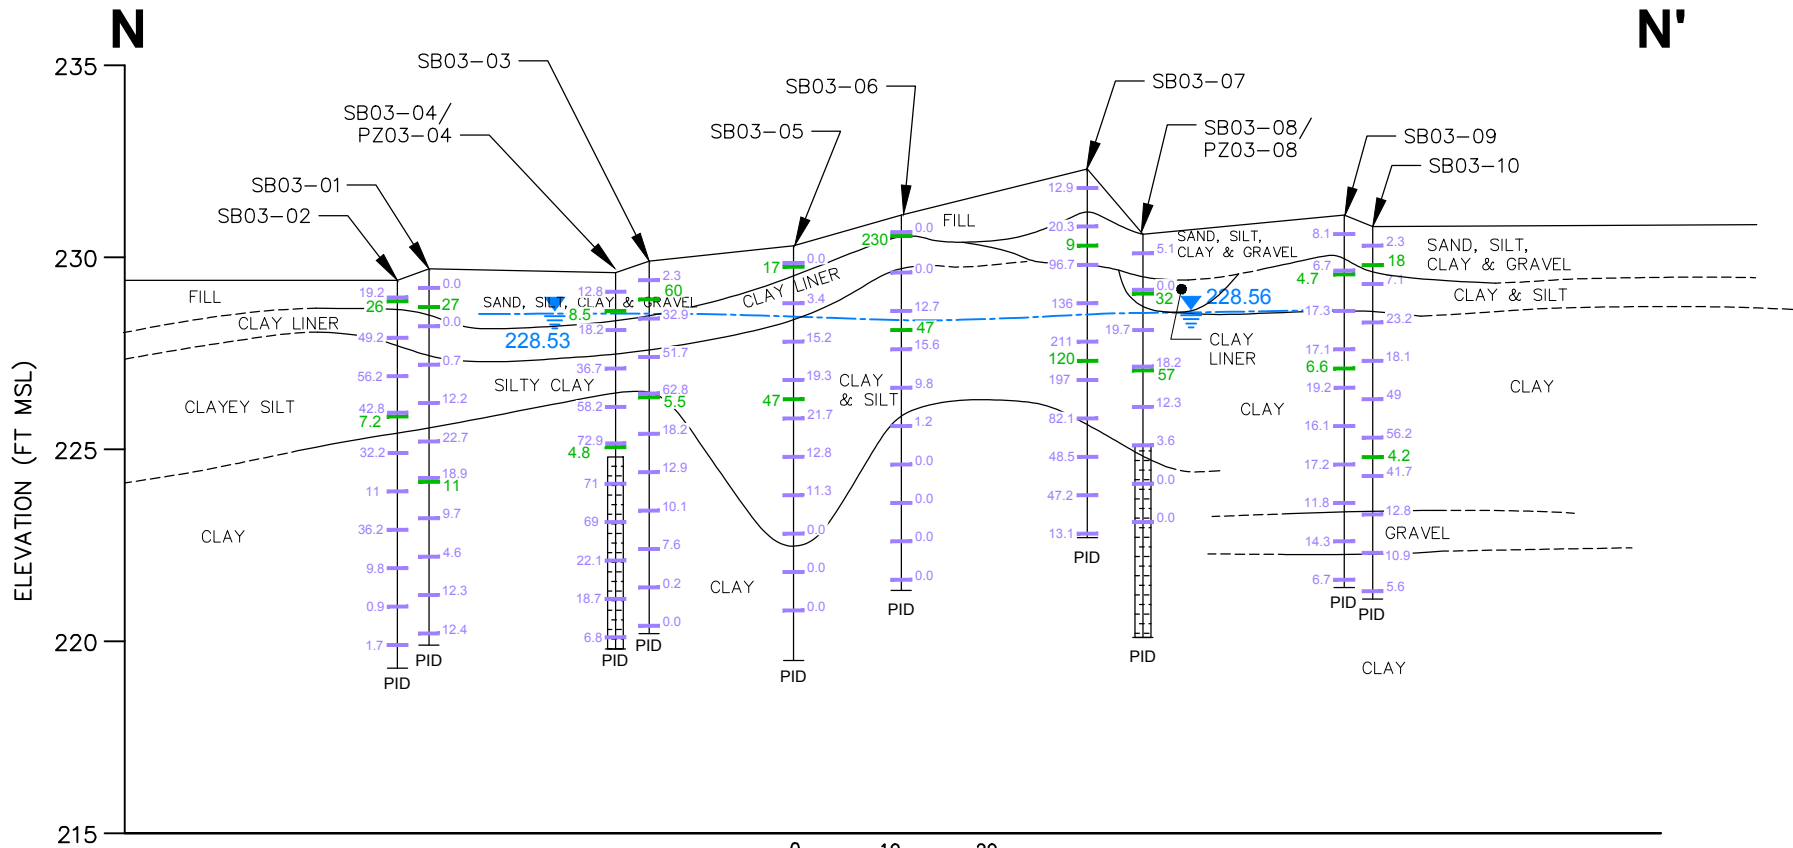 N
N'
235
230
225
220
215
ELEVATION (FT MSL)
SB03-03
SB03-06
SB03-07
SB03-04/
PZ03-04
SB03-05
SB03-08/
PZ03-08
SB03-09
SB03-10
SB03-01
SB03-02
FILL
CLAY LINER
CLAYEY SILT
CLAY
SAND, SILT, CLAY & GRAVEL
228.53
SILTY CLAY
CLAY LINER
CLAY
& SILT
CLAY
FILL
SAND, SILT,
CLAY & GRAVEL
228.56
CLAY
LINER
CLAY
SAND, SILT,
CLAY & GRAVEL
CLAY & SILT
CLAY
GRAVEL
CLAY
19.2
26
49.2
56.2
42.8
7.2
32.2
11
36.2
9.8
0.9
1.7
PID
0.0
27
0.0
0.7
12.2
22.7
18.9
11
9.7
4.6
12.3
12.4
PID
12.8
8.5
18.2
36.7
58.2
72.9
4.8
71
69
22.1
18.7
6.8
PID
2.3
60
32.9
51.7
62.8
5.5
18.2
12.9
10.1
7.6
0.2
0.0
PID
0.0
17
3.4
15.2
19.3
47
21.7
12.8
11.3
0.0
0.0
0.0
PID
0.0
230
0.0
12.7
47
15.6
9.8
1.2
0.0
0.0
0.0
0.0
PID
12.9
20.3
9
96.7
136
211
120
197
82.1
48.5
47.2
13.1
PID
5.1
0.0
32
19.7
18.2
57
12.3
3.6
0.0
0.0
PID
8.1
6.7
4.7
17.3
17.1
6.6
19.2
16.1
17.2
11.8
14.3
6.7
PID
2.3
18
7.1
23.2
18.1
49
56.2
4.2
41.7
12.8
10.9
5.6
PID